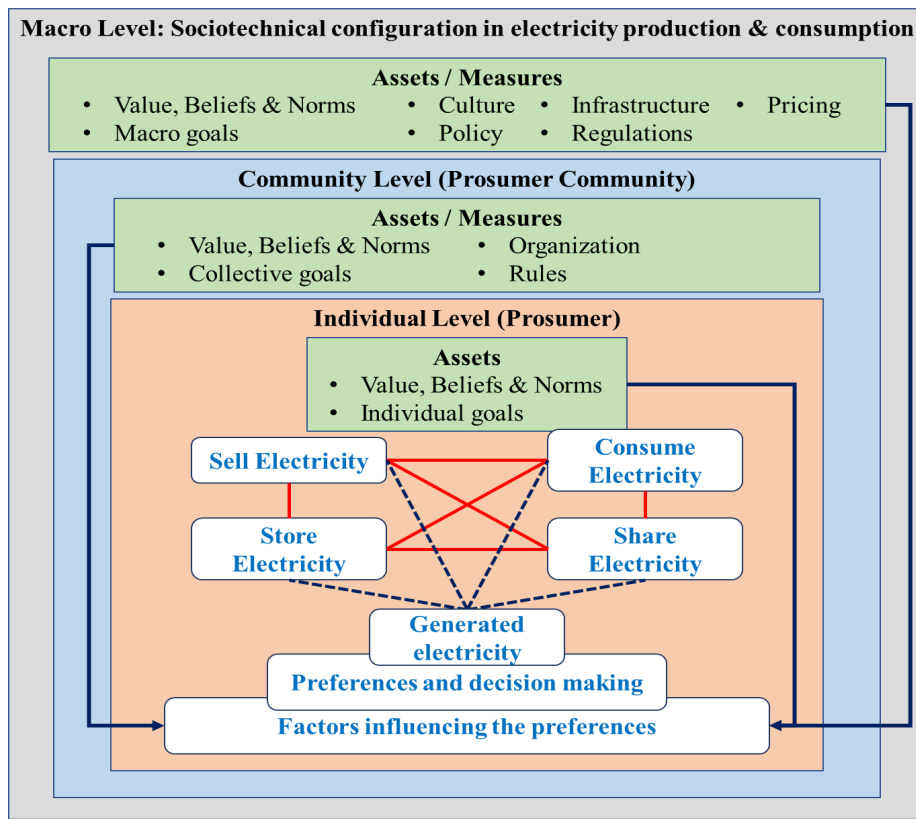 Macro Level: Sociotechnical configuration in electricity production & consumption
Assets / Measures
• Value, Beliefs & Norms • Culture • Infrastructure • Pricing
• Macro goals • Policy • Regulations
Community Level (Prosumer Community)
Assets / Measures
• Value, Beliefs & Norms • Organization
• Collective goals • Rules
Individual Level (Prosumer)
Assets
• Value, Beliefs & Norms
• Individual goals
Sell Electricity
Consume
Electricity
Store
Electricity
Share
Electricity
Generated
electricity
Preferences and decision making
Factors influencing the preferences